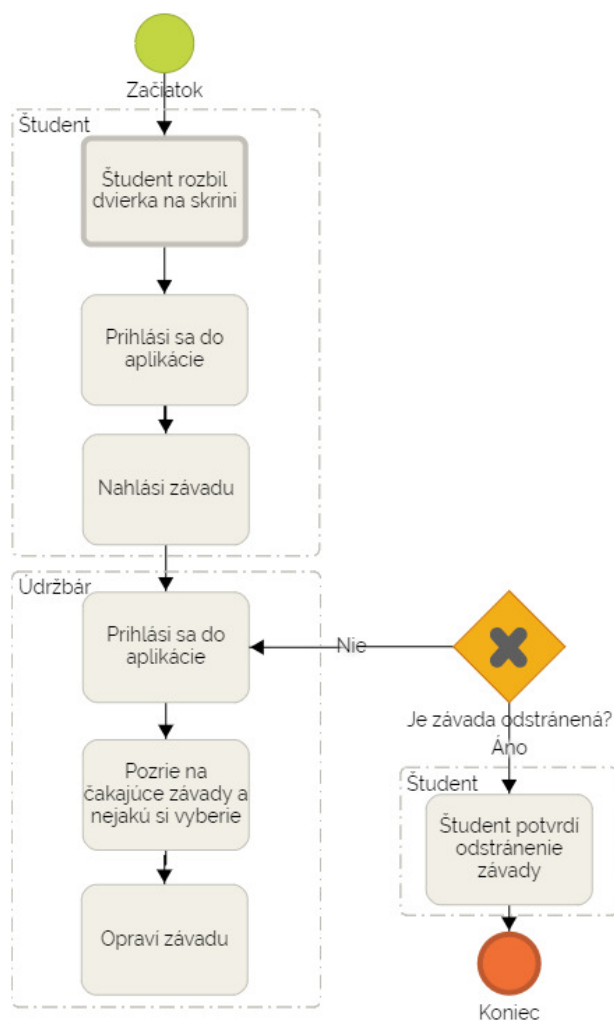 Začiatok
Študent
Študent rozbil
dvierka na skrini
Prihlási sa do
aplikácie
Nahlási závadu
Údržbár
Prihlási sa do
aplikácie
Pozrie na
čakajúce závady a
nejakú si vyberie
Opraví závadu
Nie
Je závada odstránená?
Áno
Študent
Študent potvrdí
odstránenie
závady
Koniec